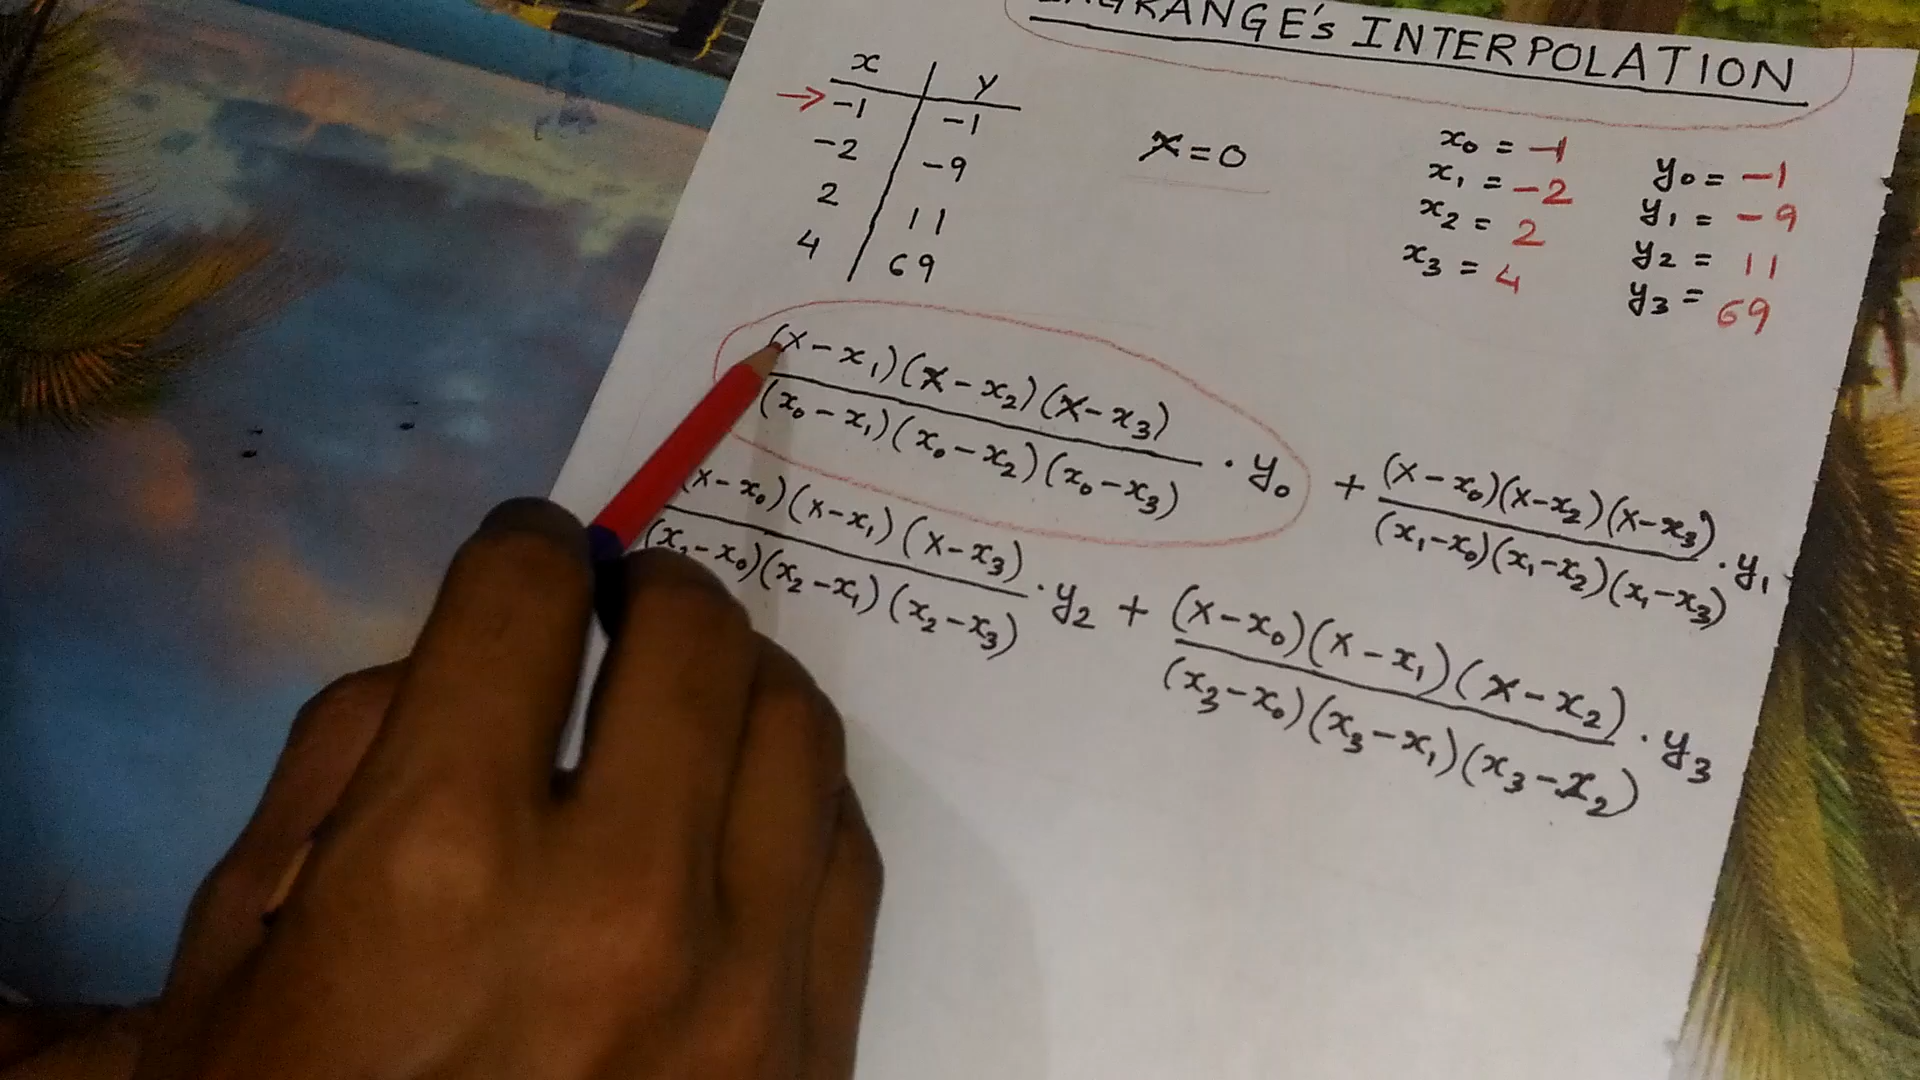 INTERPOLATION
x y
-1 -1
-2 -9
2 11
4 69
x=0
x₀ = -1 y₀ = -1
x₁ = -2 y₁ = -9
x₂ = 2 y₂ = 11
x₃ = 4 y₃ = 69
(x-x₁)(x-x₂)(x-x₃)
(x₀-x₁)(x₀-x₂)(x₀-x₃) · y₀ + (x-x₀)(x-x₂)(x-x₃)
(x₁-x₀)(x₁-x₂)(x₁-x₃) · y₁
(x-x₀)(x-x₁)(x-x₃)
(x₂-x₀)(x₂-x₁)(x₂-x₃) · y₂ + (x-x₀)(x-x₁)(x-x₂)
(x₃-x₀)(x₃-x₁)(x₃-x₂) · y₃